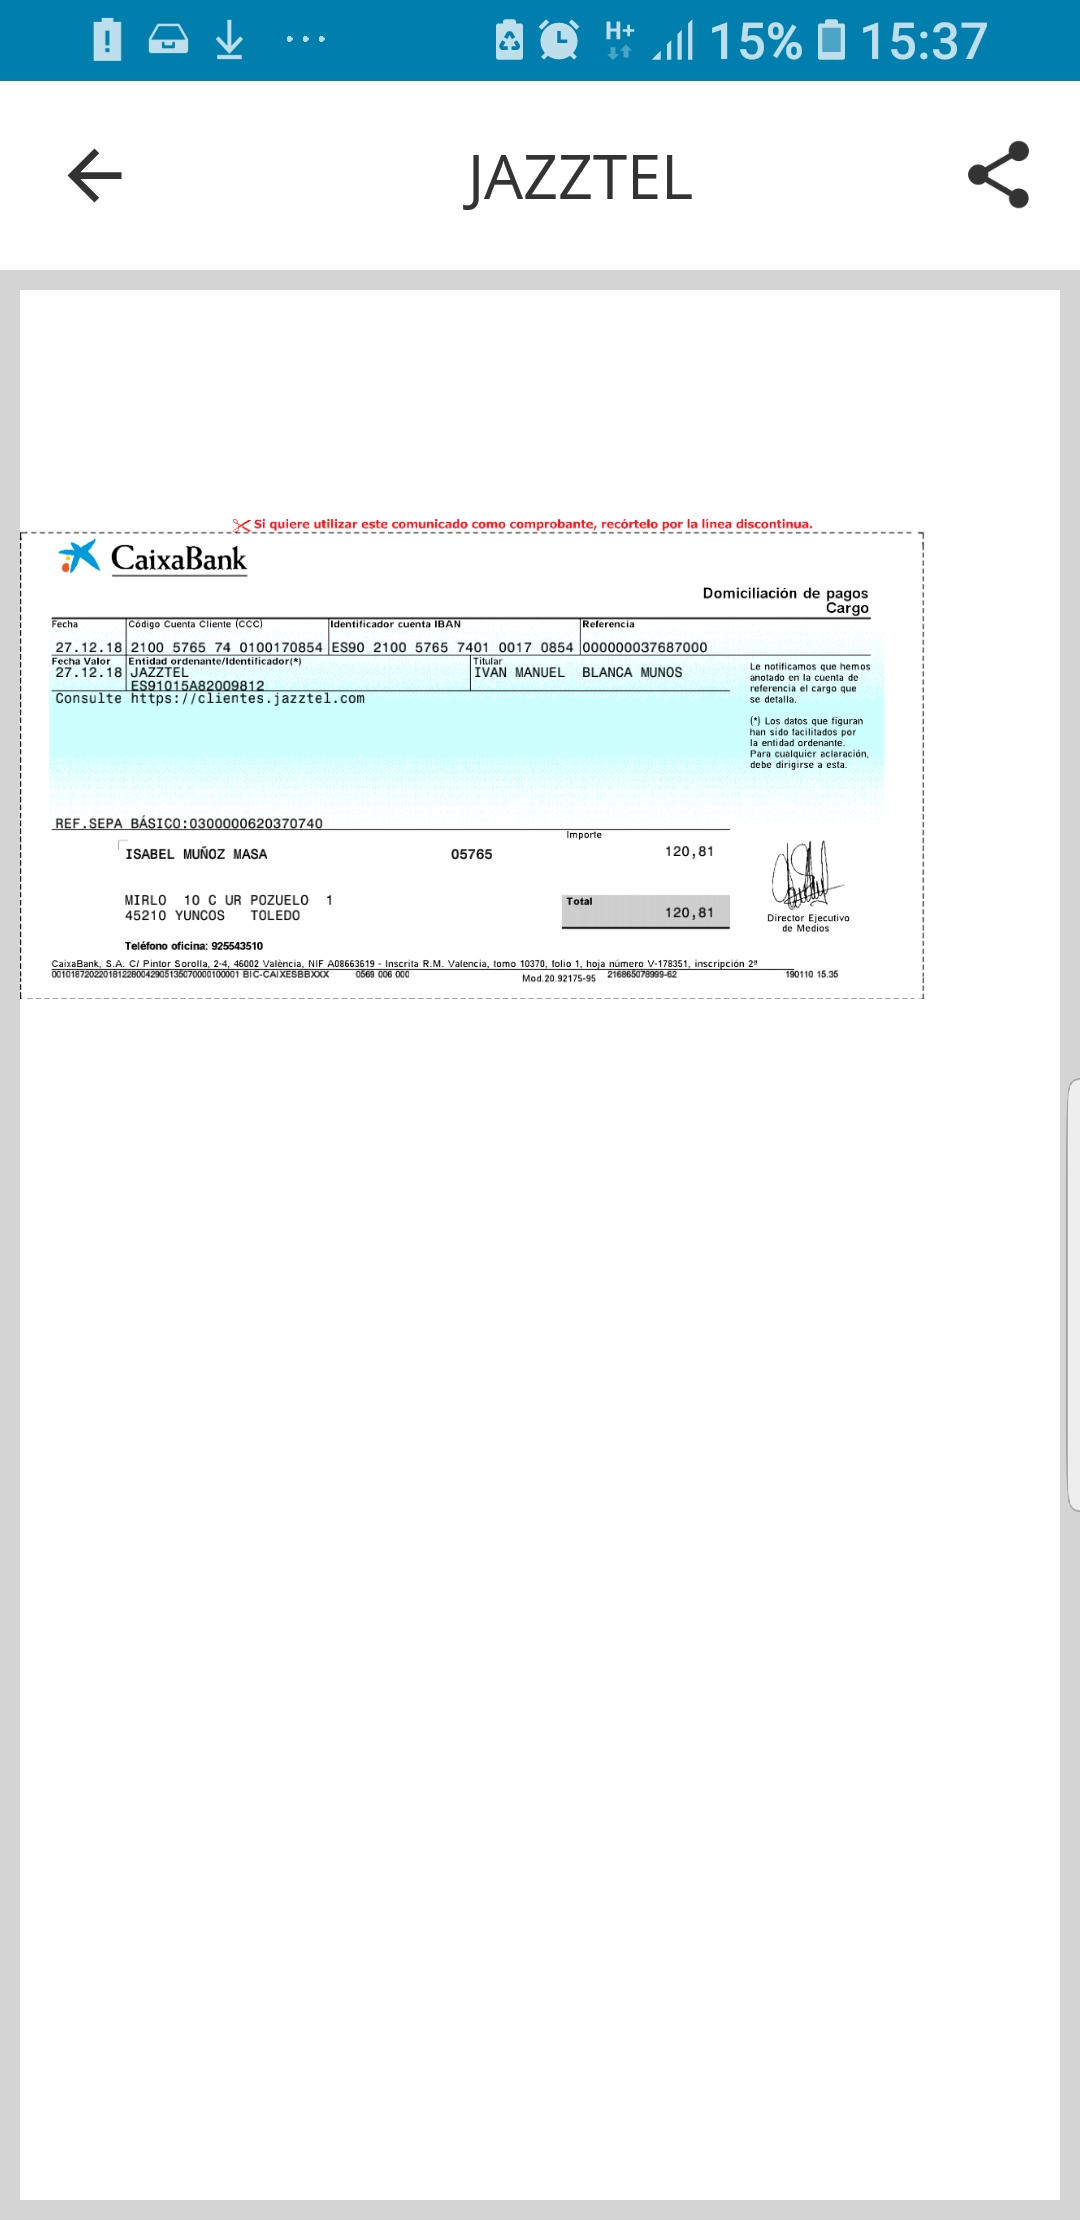 H+ 15% 15:37
JAZZTEL
Si quiere utilizar este comunicado como comprobante, recórtelo por la línea discontinua.
CaixaBank
Domiciliación de pagos
Cargo
Fecha Código Cuenta Cliente (CCC) Identificador cuenta IBAN Referencia
27.12.18 2100 5765 74 0100170854 ES90 2100 5765 7401 0017 0854 000000037687000
Fecha Valor Entidad ordenante/Identificador(*) Titular
27.12.18 JAZZTEL IVAN MANUEL BLANCA MUNOS
ES91015A82009812
Consulte https://clientes.jazztel.com
Le notificamos que hemos
anotado en la cuenta de
referencia el cargo que
se detalla.
(*) Los datos que figuran
han sido facilitados por
la entidad ordenante.
Para cualquier aclaración,
debe dirigirse a esta.
REF.SEPA BÁSICO:0300000620370740
Importe
ISABEL MUÑOZ MASA 05765 120,81
MIRLO 10 C UR POZUELO 1
45210 YUNCOS TOLEDO
Total
120,81
Director Ejecutivo
de Medios
Teléfono oficina: 925543510
CaixaBank, S.A. C/ Pintor Sorolla, 2-4, 46002 València, NIF A08663619 - Inscrita R.M. Valencia, tomo 10370, folio 1, hoja número V-178351, inscripción 2ª
BIC-CAIXESBBXXX 0569 006 000 Mod.20.92175-95 216865078999-62 190110 15.35